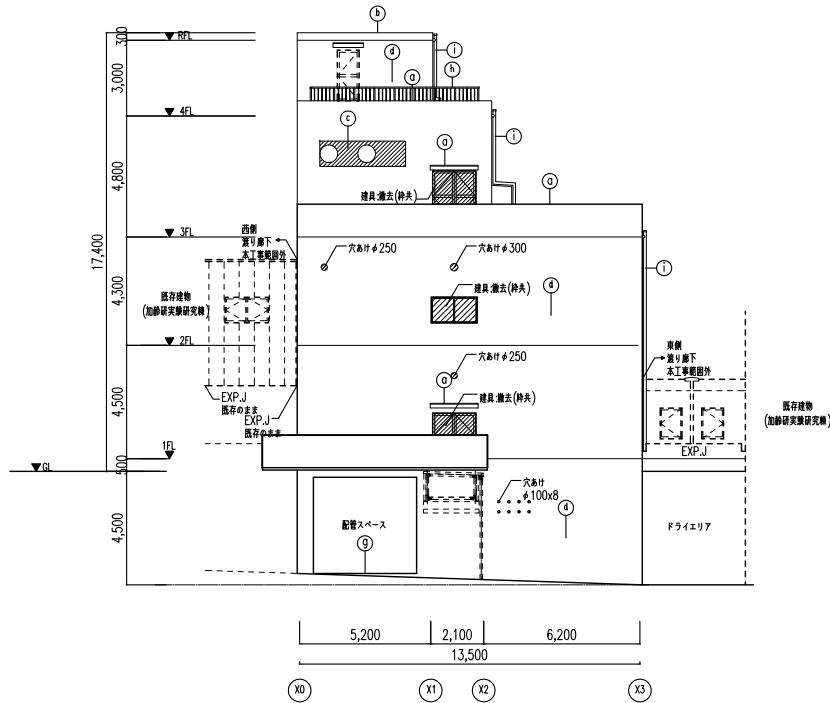 b
300
RFL
d
i
h
3,000
a
4FL
c
i
a
4,800
建具:撤去(枠共)
a
17,400
3FL
西側
渡り廊下
本工事範囲外
穴あけφ250
穴あけφ300
i
既存建物
(加齢研実験研究棟)
4,300
建具:撤去(枠共)
d
2FL
穴あけφ250
東側
渡り廊下
本工事範囲外
a
EXP.J
既存のまま
建具:撤去(枠共)
4,500
既存建物
(加齢研実験研究棟)
EXP.J
既存のまま
1FL
EXP.J
GL
500
穴あけ
φ100x8
4,500
配管スペース
d
ドライエリア
g
5,200
2,100
6,200
13,500
X0
X1
X2
X3